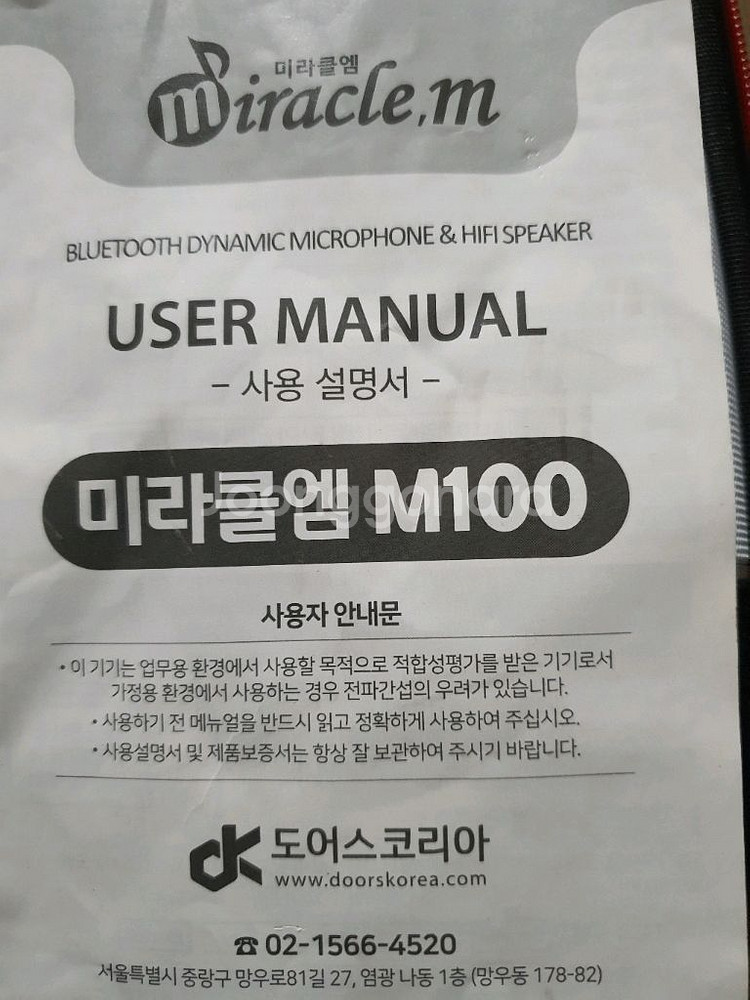 미라클엠
miracle.m
BLUETOOTH DYNAMIC MICROPHONE & HIFI SPEAKER
USER MANUAL
- 사용 설명서 -
미라클엠 M100
Joonggonara
사용자 안내문
• 이 기기는 업무용 환경에서 사용할 목적으로 적합성평가를 받은 기기로서
가정용 환경에서 사용하는 경우 전파간섭의 우려가 있습니다.
• 사용하기 전 메뉴얼을 반드시 읽고 정확하게 사용하여 주십시오.
• 사용설명서 및 제품보증서는 항상 잘 보관하여 주시기 바랍니다.
dk 도어스코리아
www.doorskorea.com
☎ 02-1566-4520
서울특별시 중랑구 망우로81길 27, 염광 나동 1층 (망우동 178-82)